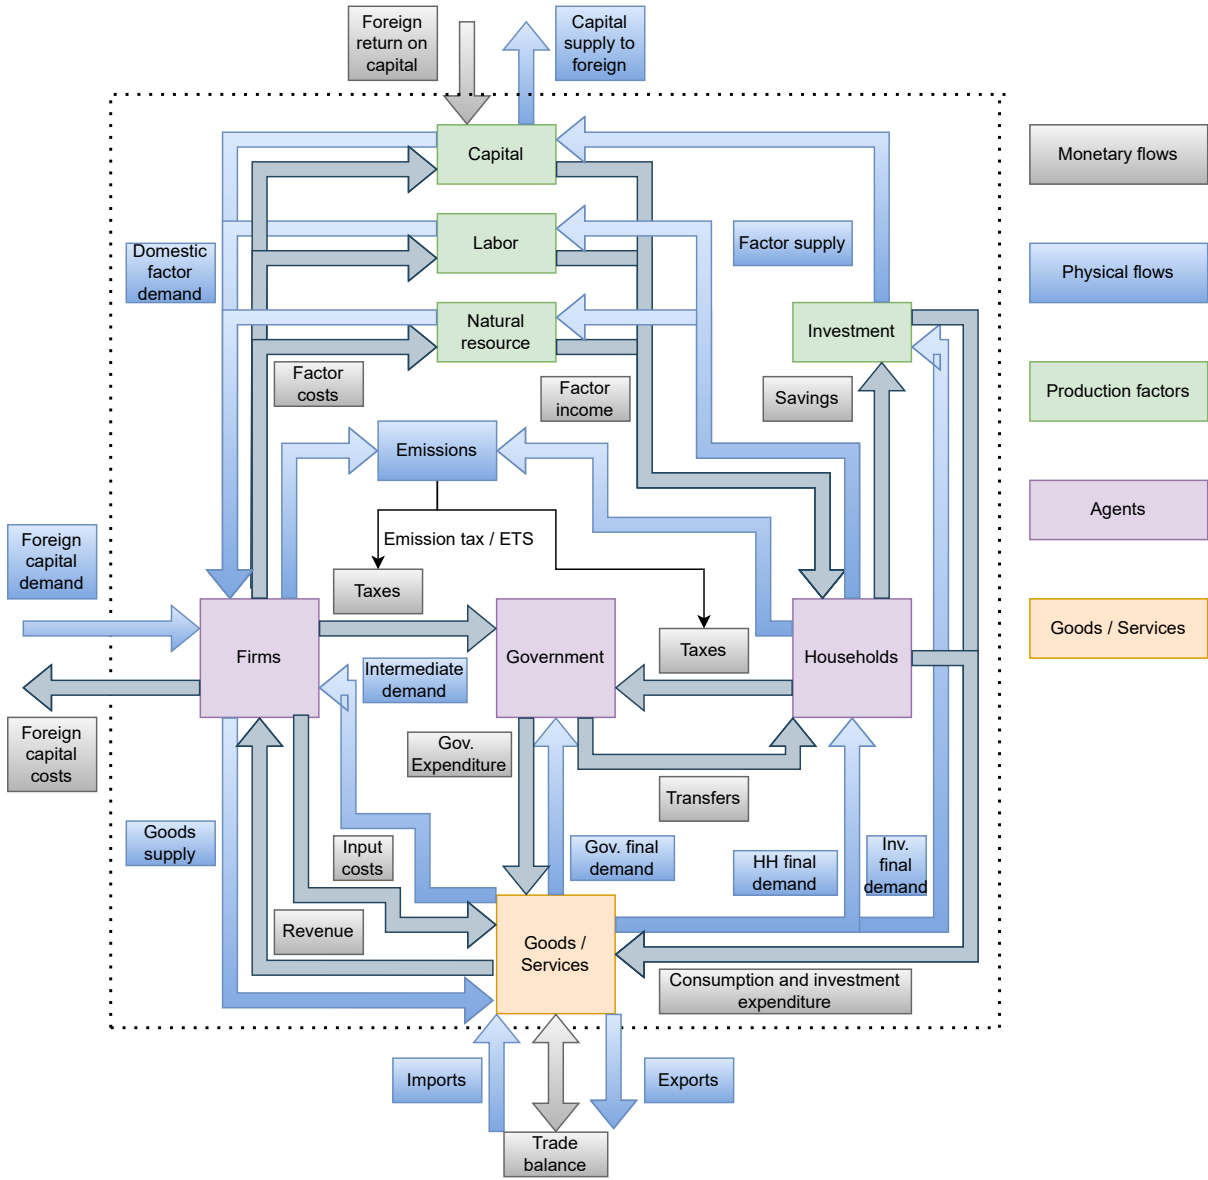 Foreign
return on
capital
Capital
supply to
foreign
Capital
Monetary flows
Labor
Factor supply
Domestic
factor
demand
Physical flows
Natural
resource
Investment
Factor
costs
Factor
income
Savings
Production factors
Emissions
Agents
Emission tax / ETS
Foreign
capital
demand
Taxes
Taxes
Goods / Services
Firms
Government
Households
Intermediate
demand
Foreign
capital
costs
Gov.
Expenditure
Transfers
Goods
supply
Input
costs
Gov. final
demand
HH final
demand
Inv.
final
demand
Revenue
Goods /
Services
Consumption and investment
expenditure
Imports
Exports
Trade
balance